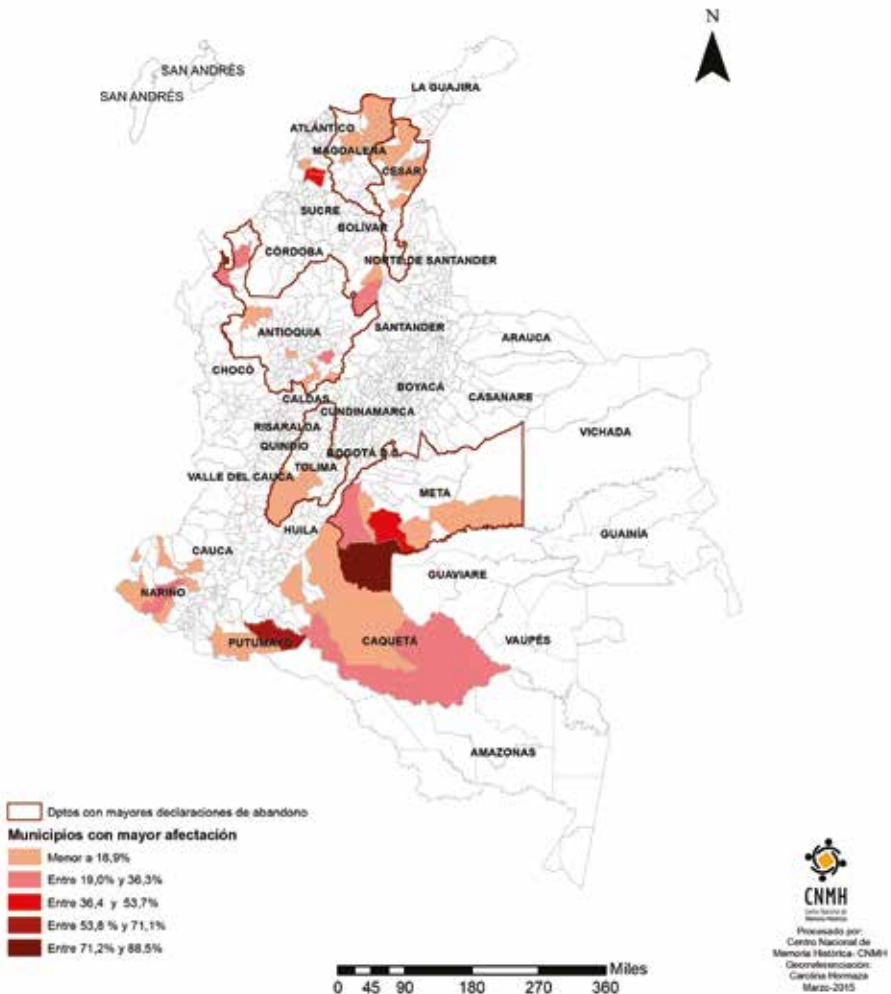 N
SAN ANDRÉS
SAN ANDRÉS
LA GUAJIRA
ATLÁNTICO
MAGDALENA
CESAR
SUCRE
BOLÍVAR
CÓRDOBA
NORTE DE SANTANDER
ANTIOQUIA
SANTANDER
ARAUCA
CHOCÓ
BOYACÁ
CALDAS
CASANARE
CUNDINAMARCA
RISARALDA
VICHADA
QUINDÍO
BOGOTÁ D.C.
TOLIMA
VALLE DEL CAUCA
META
HUILA
GUAINÍA
CAUCA
GUAVIARE
NARIÑO
PUTUMAYO
CAQUETÁ
VAUPÉS
AMAZONAS
Dptos con mayores declaraciones de abandono
Municipios con mayor afectación
Menor a 18,9%
Entre 19,0% y 36,3%
Entre 36,4 y 53,7%
Entre 53,8 % y 71,1%
Entre 71,2% y 88,5%
Miles
0 45 90 180 270 360
CNMH
Centro Nacional de
Memoria Histórica
Procesado por:
Centro Nacional de
Memoria Histórica- CNMH
Georreferenciación:
Carolina Hormaza
Marzo-2015